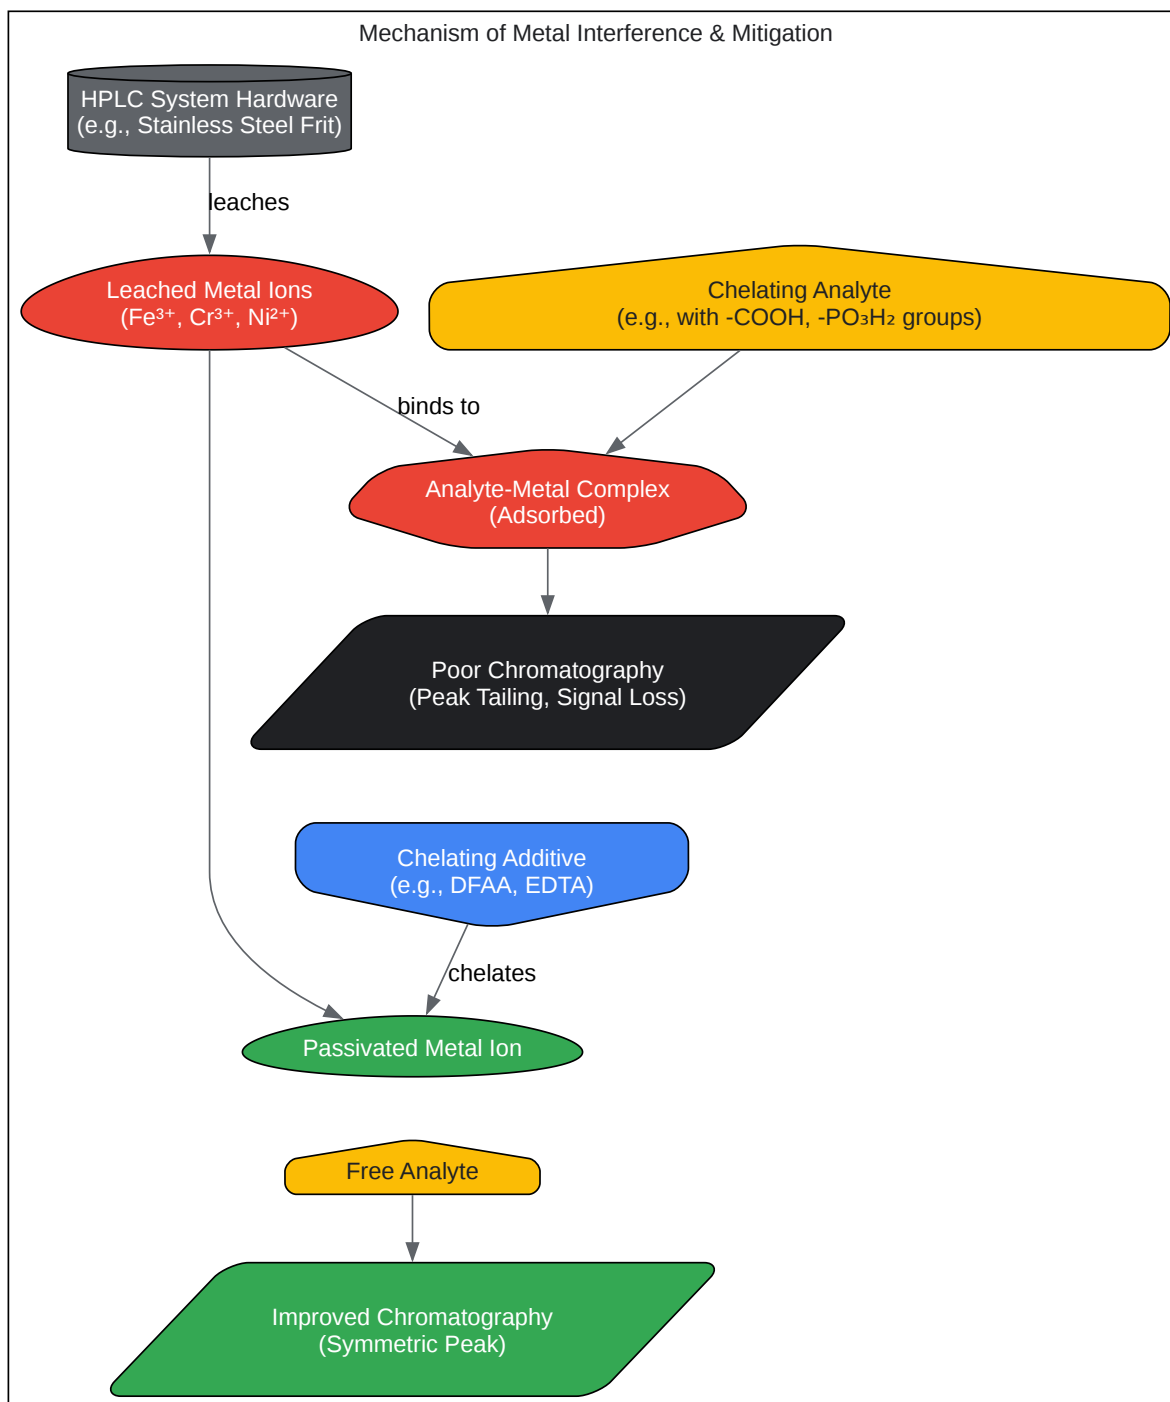 Mechanism of Metal Interference & Mitigation
HPLC System Hardware
(e.g., Stainless Steel Frit)
leaches
Leached Metal Ions
(Fe³⁺, Cr³⁺, Ni²⁺)
Chelating Analyte
(e.g., with -COOH, -PO₃H₂ groups)
binds to
Analyte-Metal Complex
(Adsorbed)
Poor Chromatography
(Peak Tailing, Signal Loss)
Chelating Additive
(e.g., DFAA, EDTA)
chelates
Passivated Metal Ion
Free Analyte
Improved Chromatography
(Symmetric Peak)